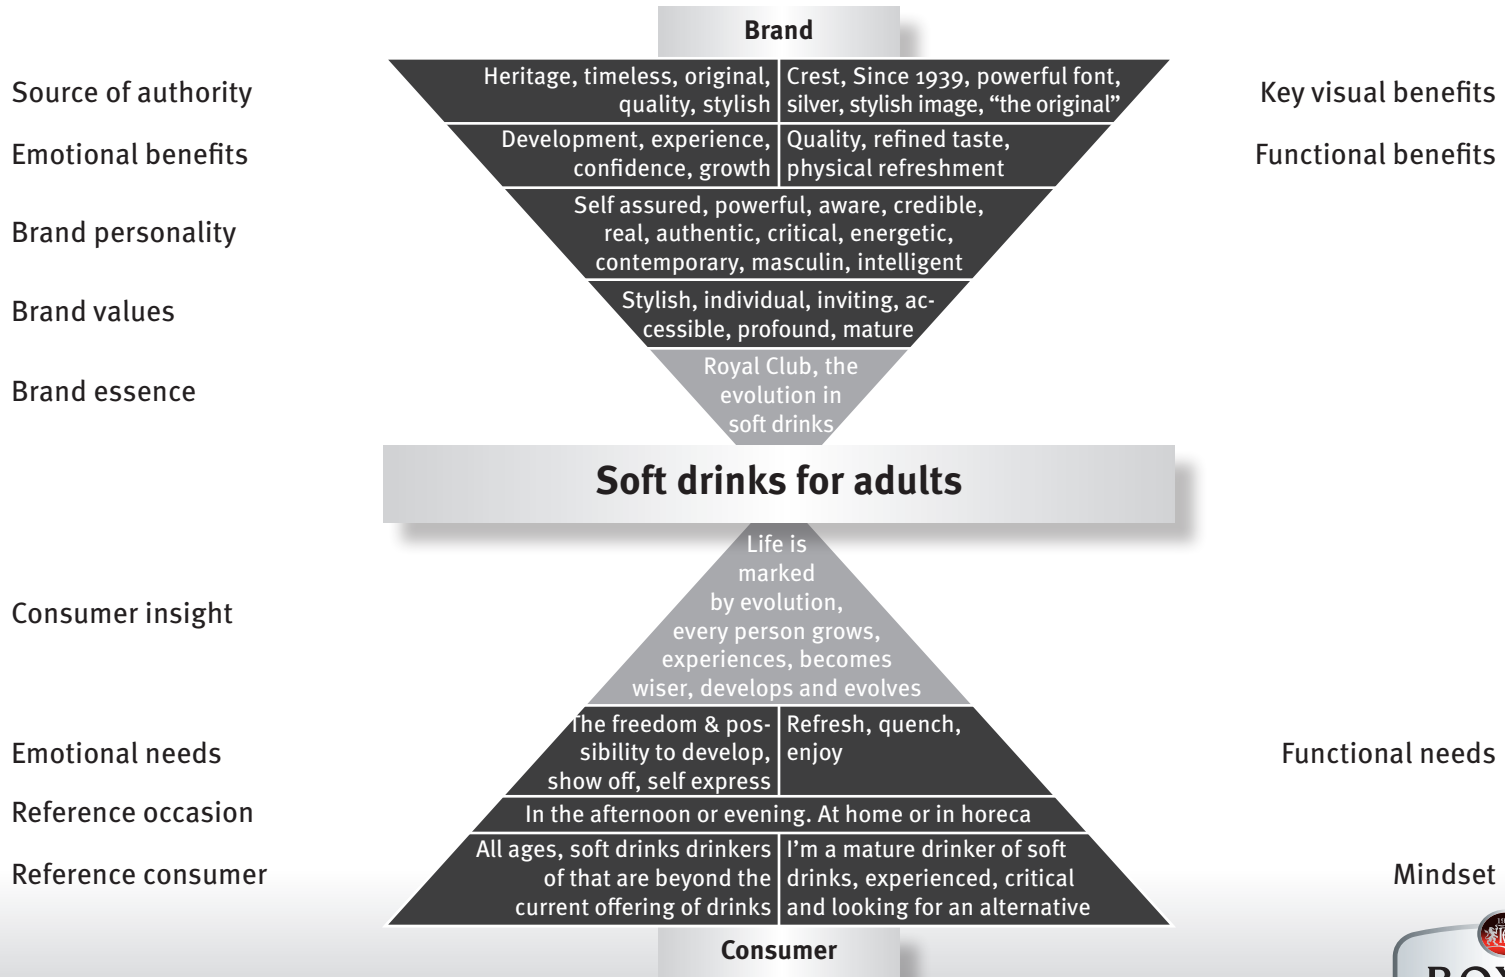 Brand
Source of authority
Heritage, timeless, original,
quality, stylish
Crest, Since 1939, powerful font,
silver, stylish image, “the original”
Key visual benefits
Emotional benefits
Development, experience,
confidence, growth
Quality, refined taste,
physical refreshment
Functional benefits
Brand personality
Self assured, powerful, aware, credible,
real, authentic, critical, energetic,
contemporary, masculin, intelligent
Brand values
Stylish, individual, inviting, ac-
cessible, profound, mature
Brand essence
Royal Club, the
evolution in
soft drinks
Soft drinks for adults
Consumer insight
Life is
marked
by evolution,
every person grows,
experiences, becomes
wiser, develops and evolves
Emotional needs
The freedom & pos-
sibility to develop,
show off, self express
Refresh, quench,
enjoy
Functional needs
Reference occasion
In the afternoon or evening. At home or in horeca
Reference consumer
All ages, soft drinks drinkers
of that are beyond the
current offering of drinks
I’m a mature drinker of soft
drinks, experienced, critical
and looking for an alternative
Mindset
Consumer